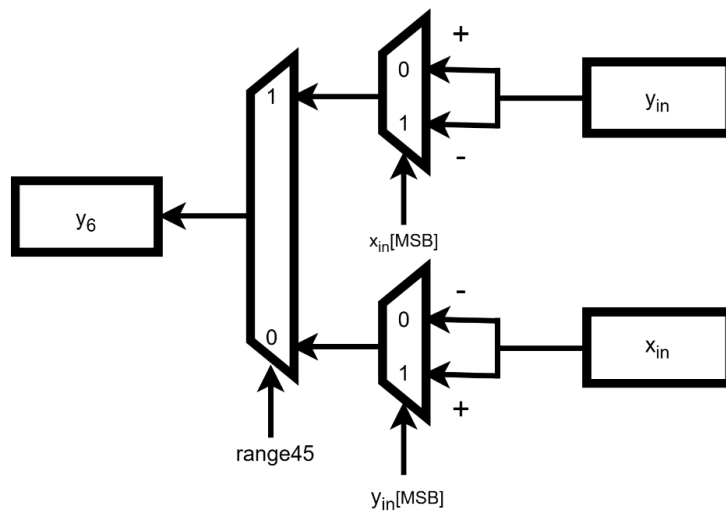 +
0
1
y_in
1
-
x_in[MSB]
y_6
-
0
x_in
0
1
+
range45
y_in[MSB]